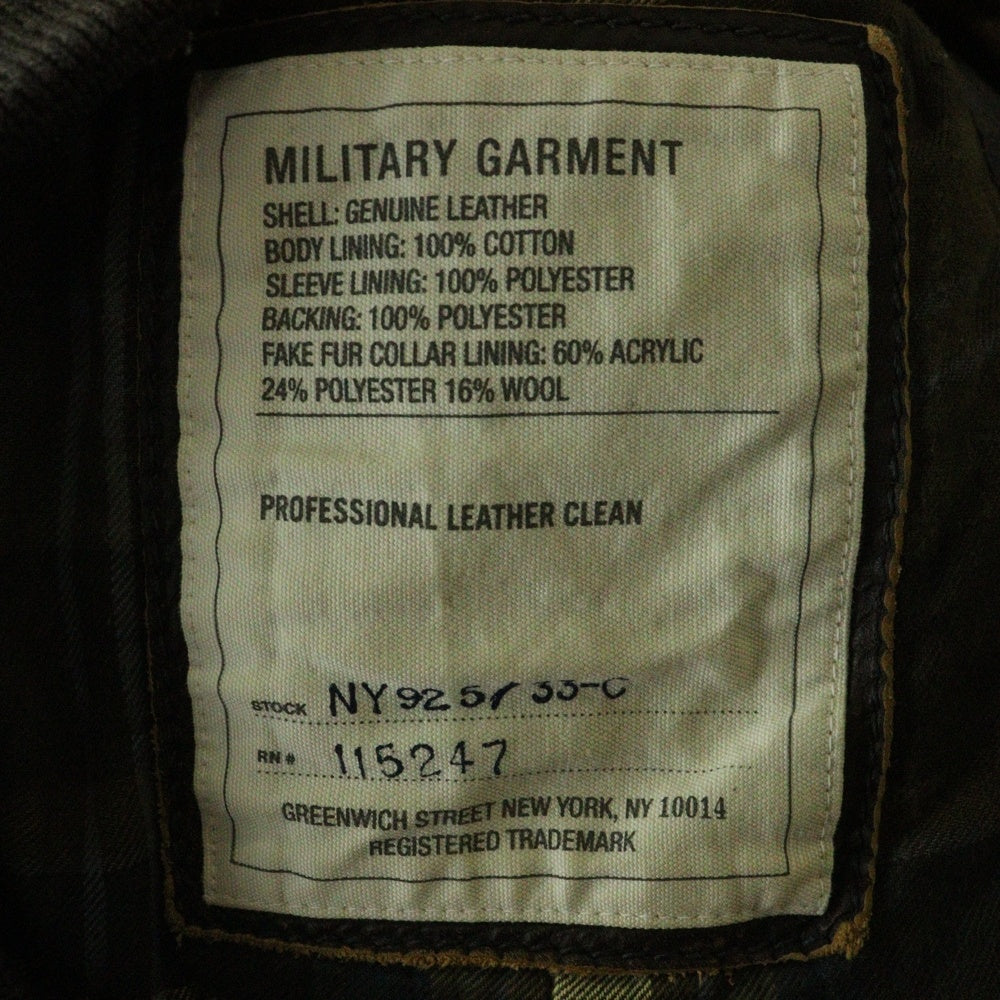 MILITARY GARMENT
SHELL: GENUINE LEATHER
BODY LINING: 100% COTTON
SLEEVE LINING: 100% POLYESTER
BACKING: 100% POLYESTER
FAKE FUR COLLAR LINING: 60% ACRYLIC
24% POLYESTER 16% WOOL
PROFESSIONAL LEATHER CLEAN
STOCK
RN# 115247
GREENWICH STREET NEW YORK, NY 10014
REGISTERED TRADEMARK